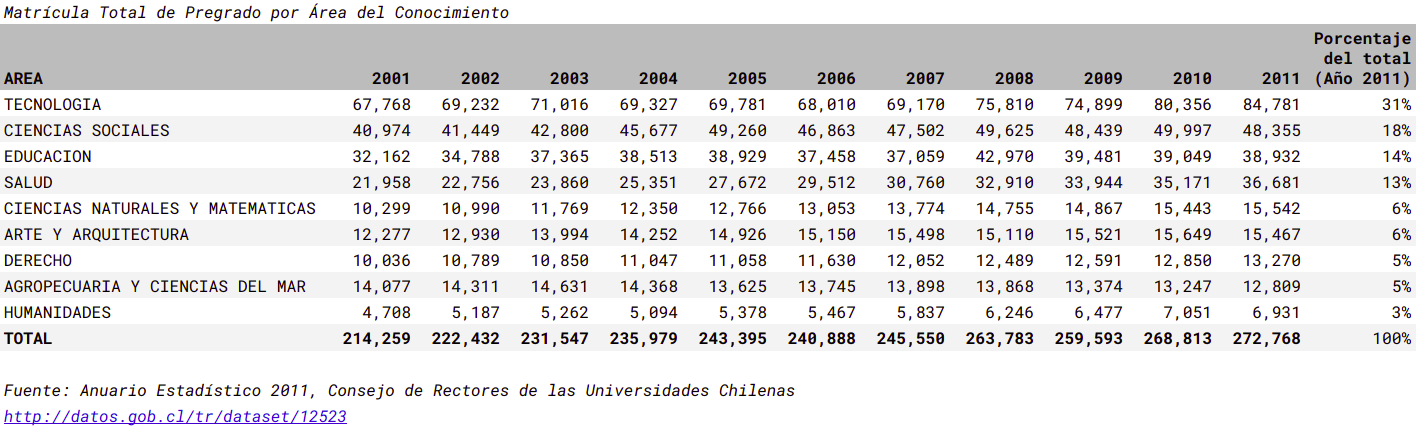 Matrícula Total de Pregrado por Área del Conocimiento
Porcentaje
del total
AREA 2001 2002 2003 2004 2005 2006 2007 2008 2009 2010 2011 (Año 2011)
TECNOLOGIA 67,768 69,232 71,016 69,327 69,781 68,010 69,170 75,810 74,899 80,356 84,781 31%
CIENCIAS SOCIALES 40,974 41,449 42,800 45,677 49,260 46,863 47,502 49,625 48,439 49,997 48,355 18%
EDUCACION 32,162 34,788 37,365 38,513 38,929 37,458 37,059 42,970 39,481 39,049 38,932 14%
SALUD 21,958 22,756 23,860 25,351 27,672 29,512 30,760 32,910 33,944 35,171 36,681 13%
CIENCIAS NATURALES Y MATEMATICAS 10,299 10,990 11,769 12,350 12,766 13,053 13,774 14,755 14,867 15,443 15,542 6%
ARTE Y ARQUITECTURA 12,277 12,930 13,994 14,252 14,926 15,150 15,498 15,110 15,521 15,649 15,467 6%
DERECHO 10,036 10,789 10,850 11,047 11,058 11,630 12,052 12,489 12,591 12,850 13,270 5%
AGROPECUARIA Y CIENCIAS DEL MAR 14,077 14,311 14,631 14,368 13,625 13,745 13,898 13,868 13,374 13,247 12,809 5%
HUMANIDADES 4,708 5,187 5,262 5,094 5,378 5,467 5,837 6,246 6,477 7,051 6,931 3%
TOTAL 214,259 222,432 231,547 235,979 243,395 240,888 245,550 263,783 259,593 268,813 272,768 100%
Fuente: Anuario Estadístico 2011, Consejo de Rectores de las Universidades Chilenas
http://datos.gob.cl/tr/dataset/12523